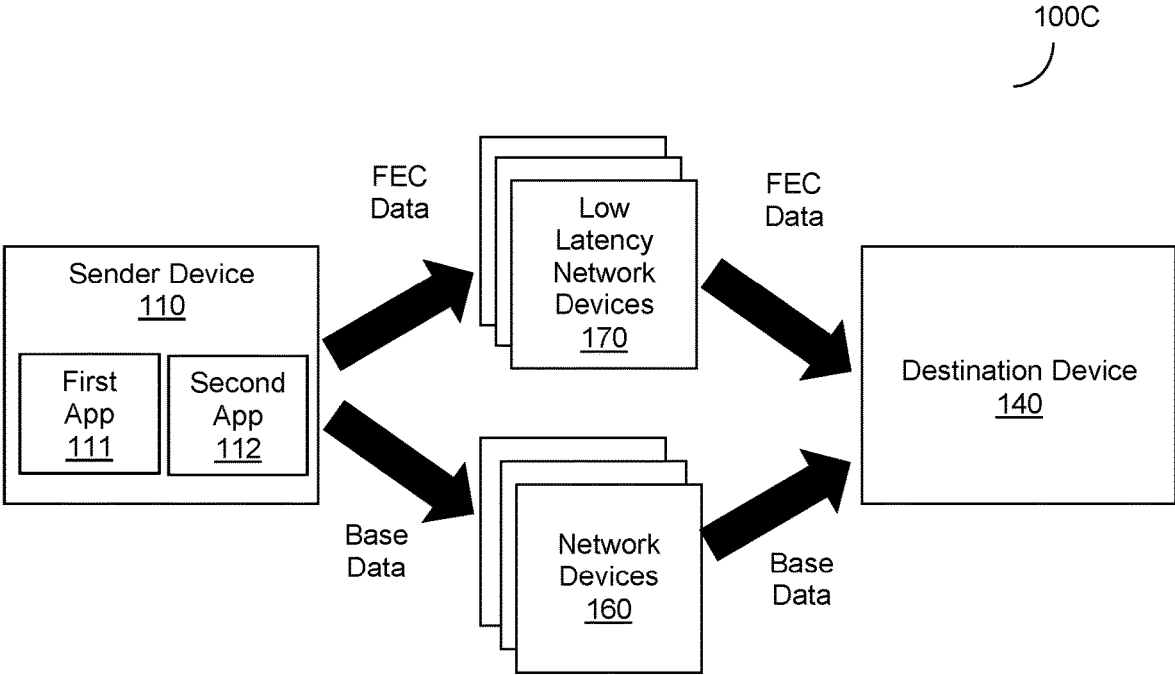 100C
FEC
Data
FEC
Data
Low
Latency
Network
Devices
170
Sender Device
110
First
App
111
Second
App
112
Destination Device
140
Base
Data
Network
Devices
160
Base
Data